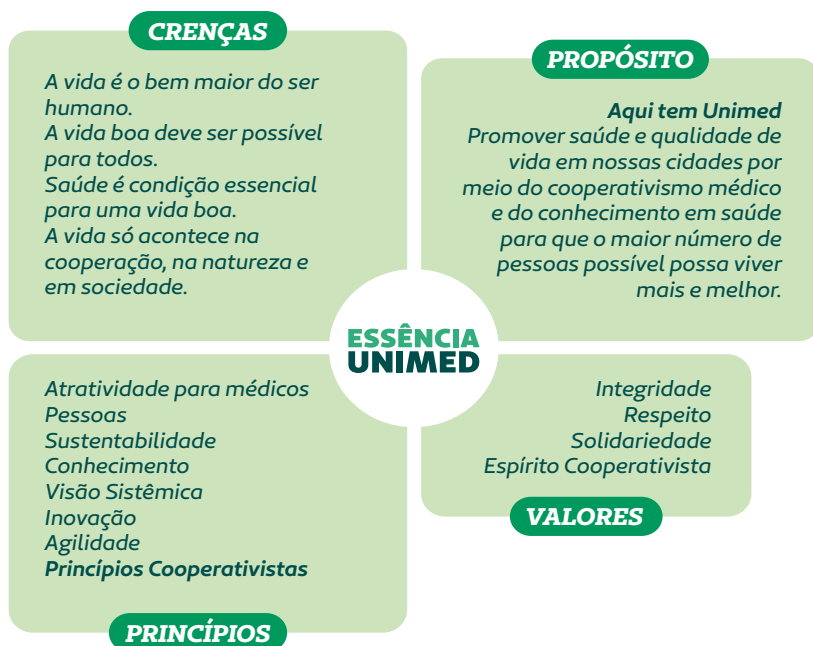 CRENÇAS
A vida é o bem maior do ser
humano.
A vida boa deve ser possível
para todos.
Saúde é condição essencial
para uma vida boa.
A vida só acontece na
cooperação, na natureza e
em sociedade.
PROPÓSITO
Aqui tem Unimed
Promover saúde e qualidade de
vida em nossas cidades por
meio do cooperativismo médico
e do conhecimento em saúde
para que o maior número de
pessoas possível possa viver
mais e melhor.
ESSÊNCIA
UNIMED
Atratividade para médicos
Pessoas
Sustentabilidade
Conhecimento
Visão Sistêmica
Inovação
Agilidade
Princípios Cooperativistas
PRINCÍPIOS
Integridade
Respeito
Solidariedade
Espírito Cooperativista
VALORES